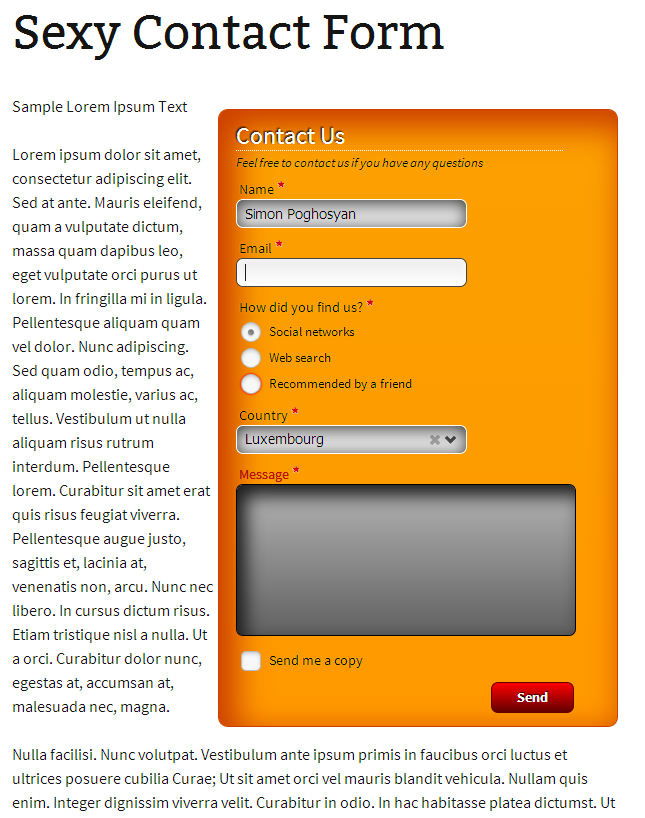 Sexy Contact Form
Sample Lorem Ipsum Text
Lorem ipsum dolor sit amet,
consectetur adipiscing elit.
Sed at ante. Mauris eleifend,
quam a vulputate dictum,
massa quam dapibus leo,
eget vulputate orci purus ut
lorem. In fringilla mi in ligula.
Pellentesque aliquam quam
vel dolor. Nunc adipiscing.
Sed quam odio, tempus ac,
aliquam molestie, varius ac,
tellus. Vestibulum ut nulla
aliquam risus rutrum
interdum. Pellentesque
lorem. Curabitur sit amet erat
quis risus feugiat viverra.
Pellentesque augue justo,
sagittis et, lacinia at,
venenatis non, arcu. Nunc nec
libero. In cursus dictum risus.
Etiam tristique nisl a nulla. Ut
a orci. Curabitur dolor nunc,
egestas at, accumsan at,
malesuada nec, magna.
Contact Us
Feel free to contact us if you have any questions
Name *
Simon Poghosyan
Email *
How did you find us? *
Social networks
Web search
Recommended by a friend
Country *
Luxembourg
Message *
Send me a copy
Send
Nulla facilisi. Nunc volutpat. Vestibulum ante ipsum primis in faucibus orci luctus et
ultrices posuere cubilia Curae; Ut sit amet orci vel mauris blandit vehicula. Nullam quis
enim. Integer dignissim viverra velit. Curabitur in odio. In hac habitasse platea dictumst. Ut